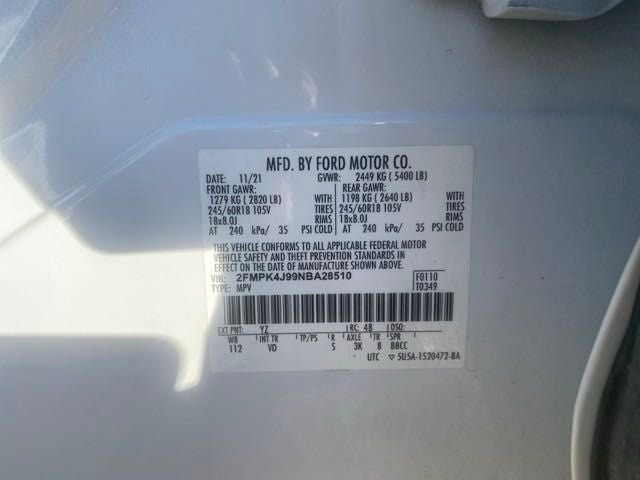 MFD. BY FORD MOTOR CO.
DATE: 11/21 GVWR: 2449 KG ( 5400 LB)
FRONT GAWR: REAR GAWR:
1279 KG ( 2820 LB) WITH 1198 KG ( 2640 LB) WITH
245/60R18 105V TIRES 245/60R18 105V TIRES
18x8.0J RIMS 18x8.0J RIMS
AT 240 kPa/ 35 PSI COLD AT 240 kPa/ 35 PSI COLD
THIS VEHICLE CONFORMS TO ALL APPLICABLE FEDERAL MOTOR
VEHICLE SAFETY AND THEFT PREVENTION STANDARDS IN
EFFECT ON THE DATE OF MANUFACTURE SHOWN ABOVE.
VIN: 2FMPK4J99NBA28510 F0110
TYPE: MPV T0349
EXT PNT: YZ RC: 48 DSO:
WB INT TR TP/PS R AXLE TR SPR
112 VD 5 3K 8 BBCC
UTC ▽ 5U5A-1520472-BA